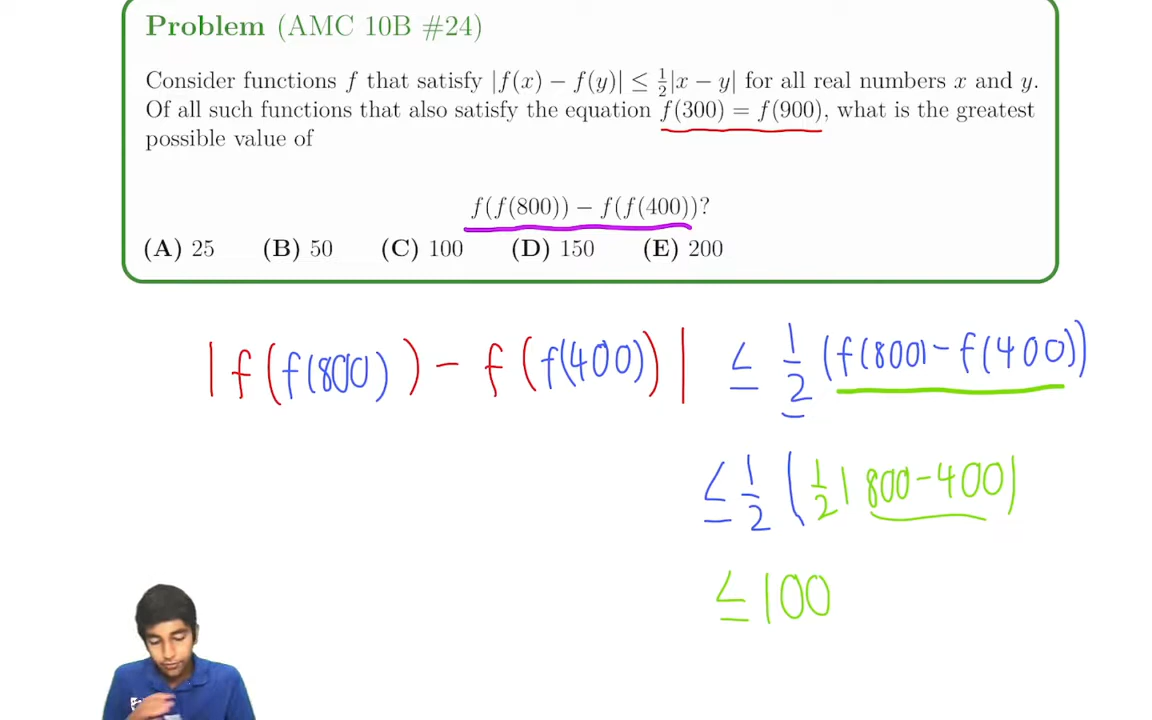 Problem (AMC 10B #24)
Consider functions f that satisfy |f(x) − f(y)| ≤ ½|x − y| for all real numbers x and y.
Of all such functions that also satisfy the equation f(300) = f(900), what is the greatest
possible value of
f(f(800)) − f(f(400))?
(A) 25 (B) 50 (C) 100 (D) 150 (E) 200
|f(f(800)) − f(f(400))| ≤ 1/2 (f(800) − f(400))
≤ 1/2 (1/2 | 800 − 400)
≤ 100